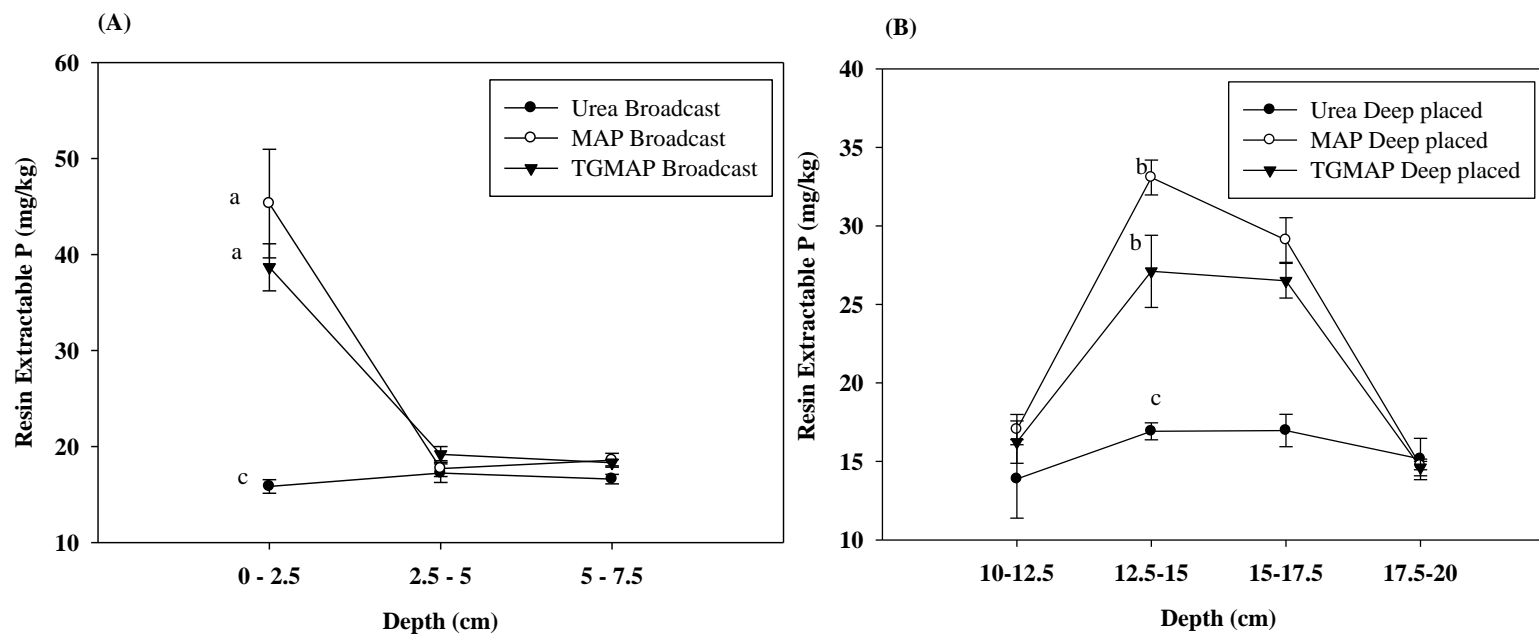 (A)
Resin Extractable P (mg/kg)
60
50
40
30
20
10
Urea Broadcast
MAP Broadcast
TGMAP Broadcast
a
a
c
0 - 2.5
2.5 - 5
5 - 7.5
Depth (cm)
(B)
Resin Extractable P (mg/kg)
40
35
30
25
20
15
10
Urea Deep placed
MAP Deep placed
TGMAP Deep placed
b
b
c
10-12.5
12.5-15
15-17.5
17.5-20
Depth (cm)